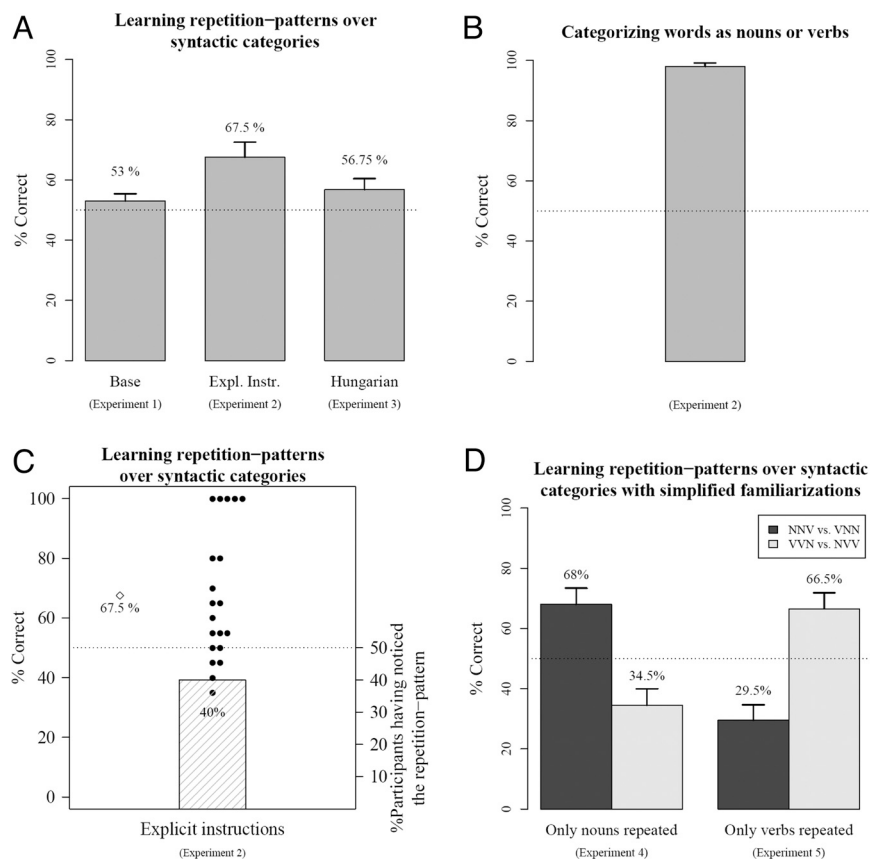 A
Learning repetition−patterns over
syntactic categories
% Correct
0
20
40
60
80
100
53 %
67.5 %
56.75 %
Base
Expl. Instr.
Hungarian
(Experiment 1)
(Experiment 2)
(Experiment 3)
B
Categorizing words as nouns or verbs
% Correct
0
20
40
60
80
100
(Experiment 2)
C
Learning repetition−patterns
over syntactic categories
% Correct
100
80
60
40
20
0
67.5 %
40%
50
40
30
20
10
%Participants having noticed
the repetition−pattern
Explicit instructions
(Experiment 2)
D
Learning repetition−patterns over syntactic
categories with simplified familiarizations
% Correct
0
20
40
60
80
100
NNV vs. VNN
VVN vs. NVV
68%
34.5%
29.5%
66.5%
Only nouns repeated
Only verbs repeated
(Experiment 4)
(Experiment 5)